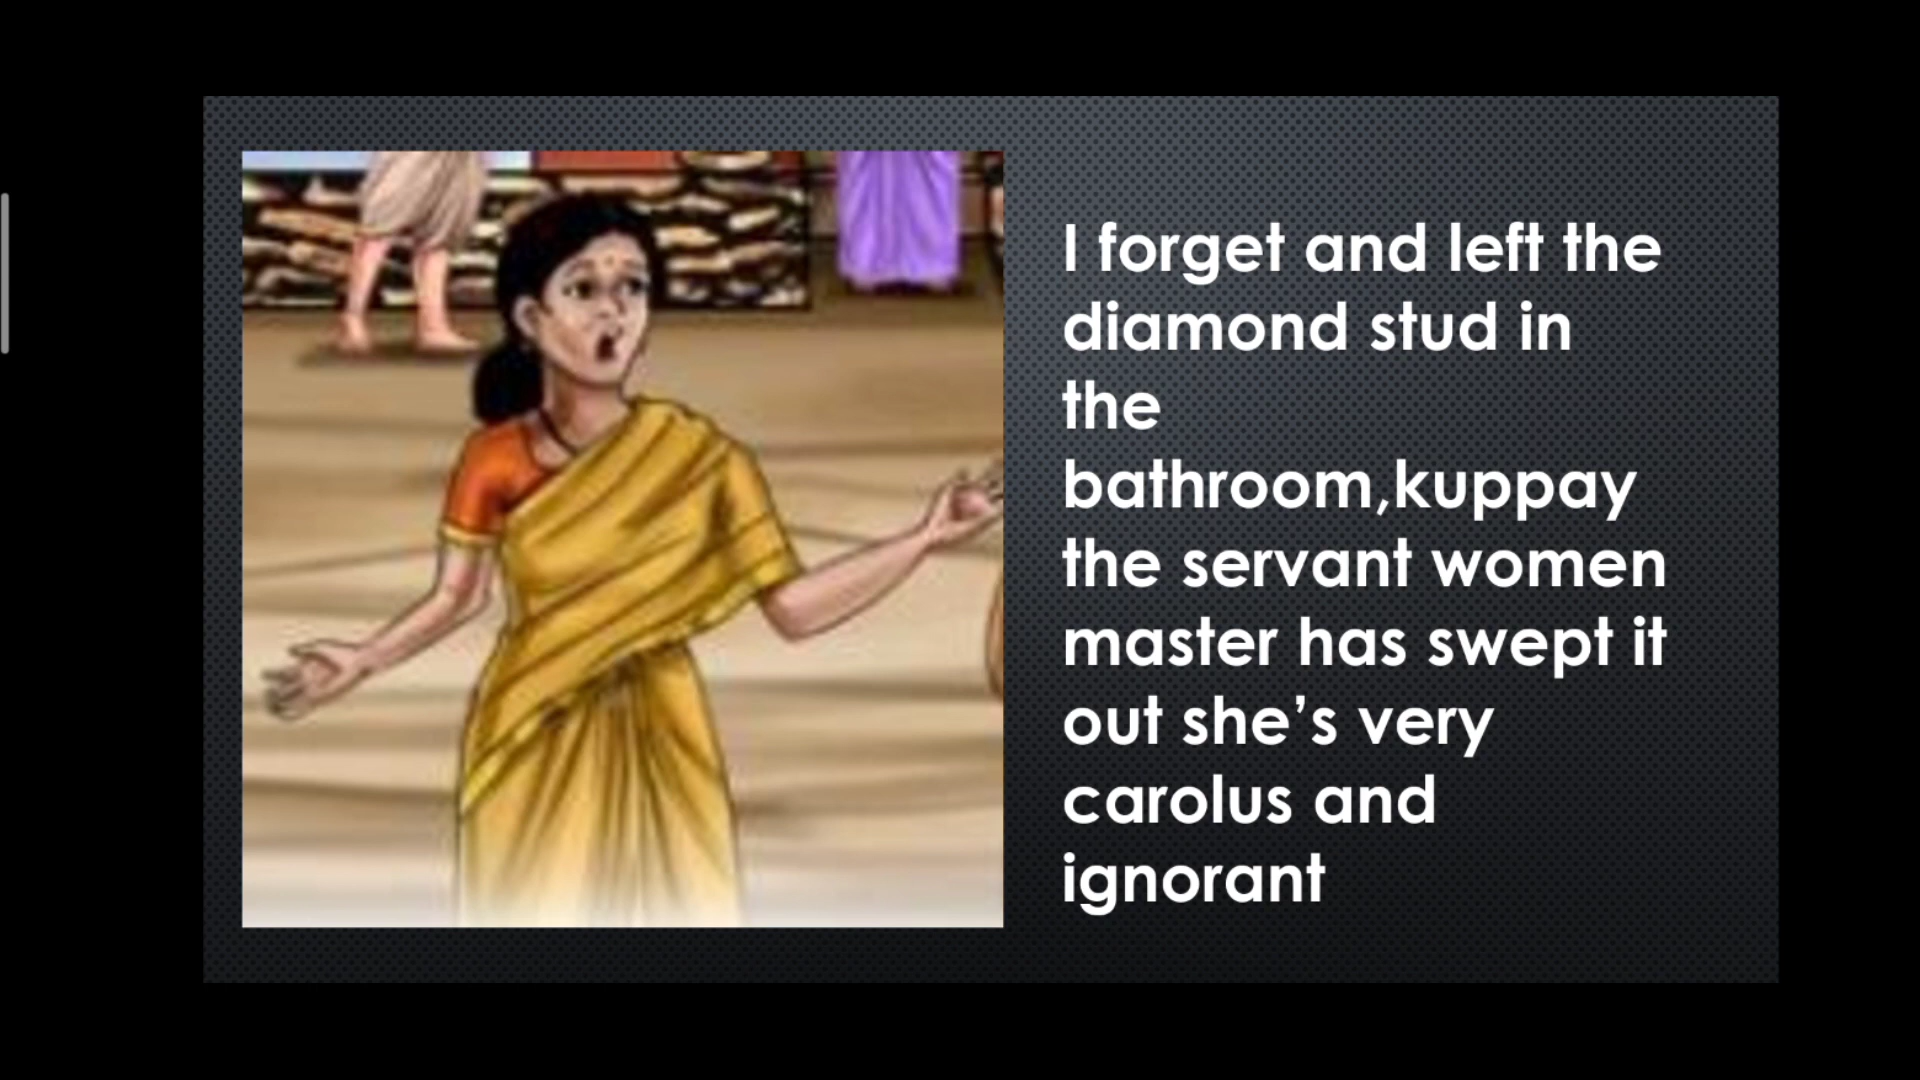 I forget and left the
diamond stud in
the
bathroom,kuppay
the servant women
master has swept it
out she’s very
carolus and
ignorant